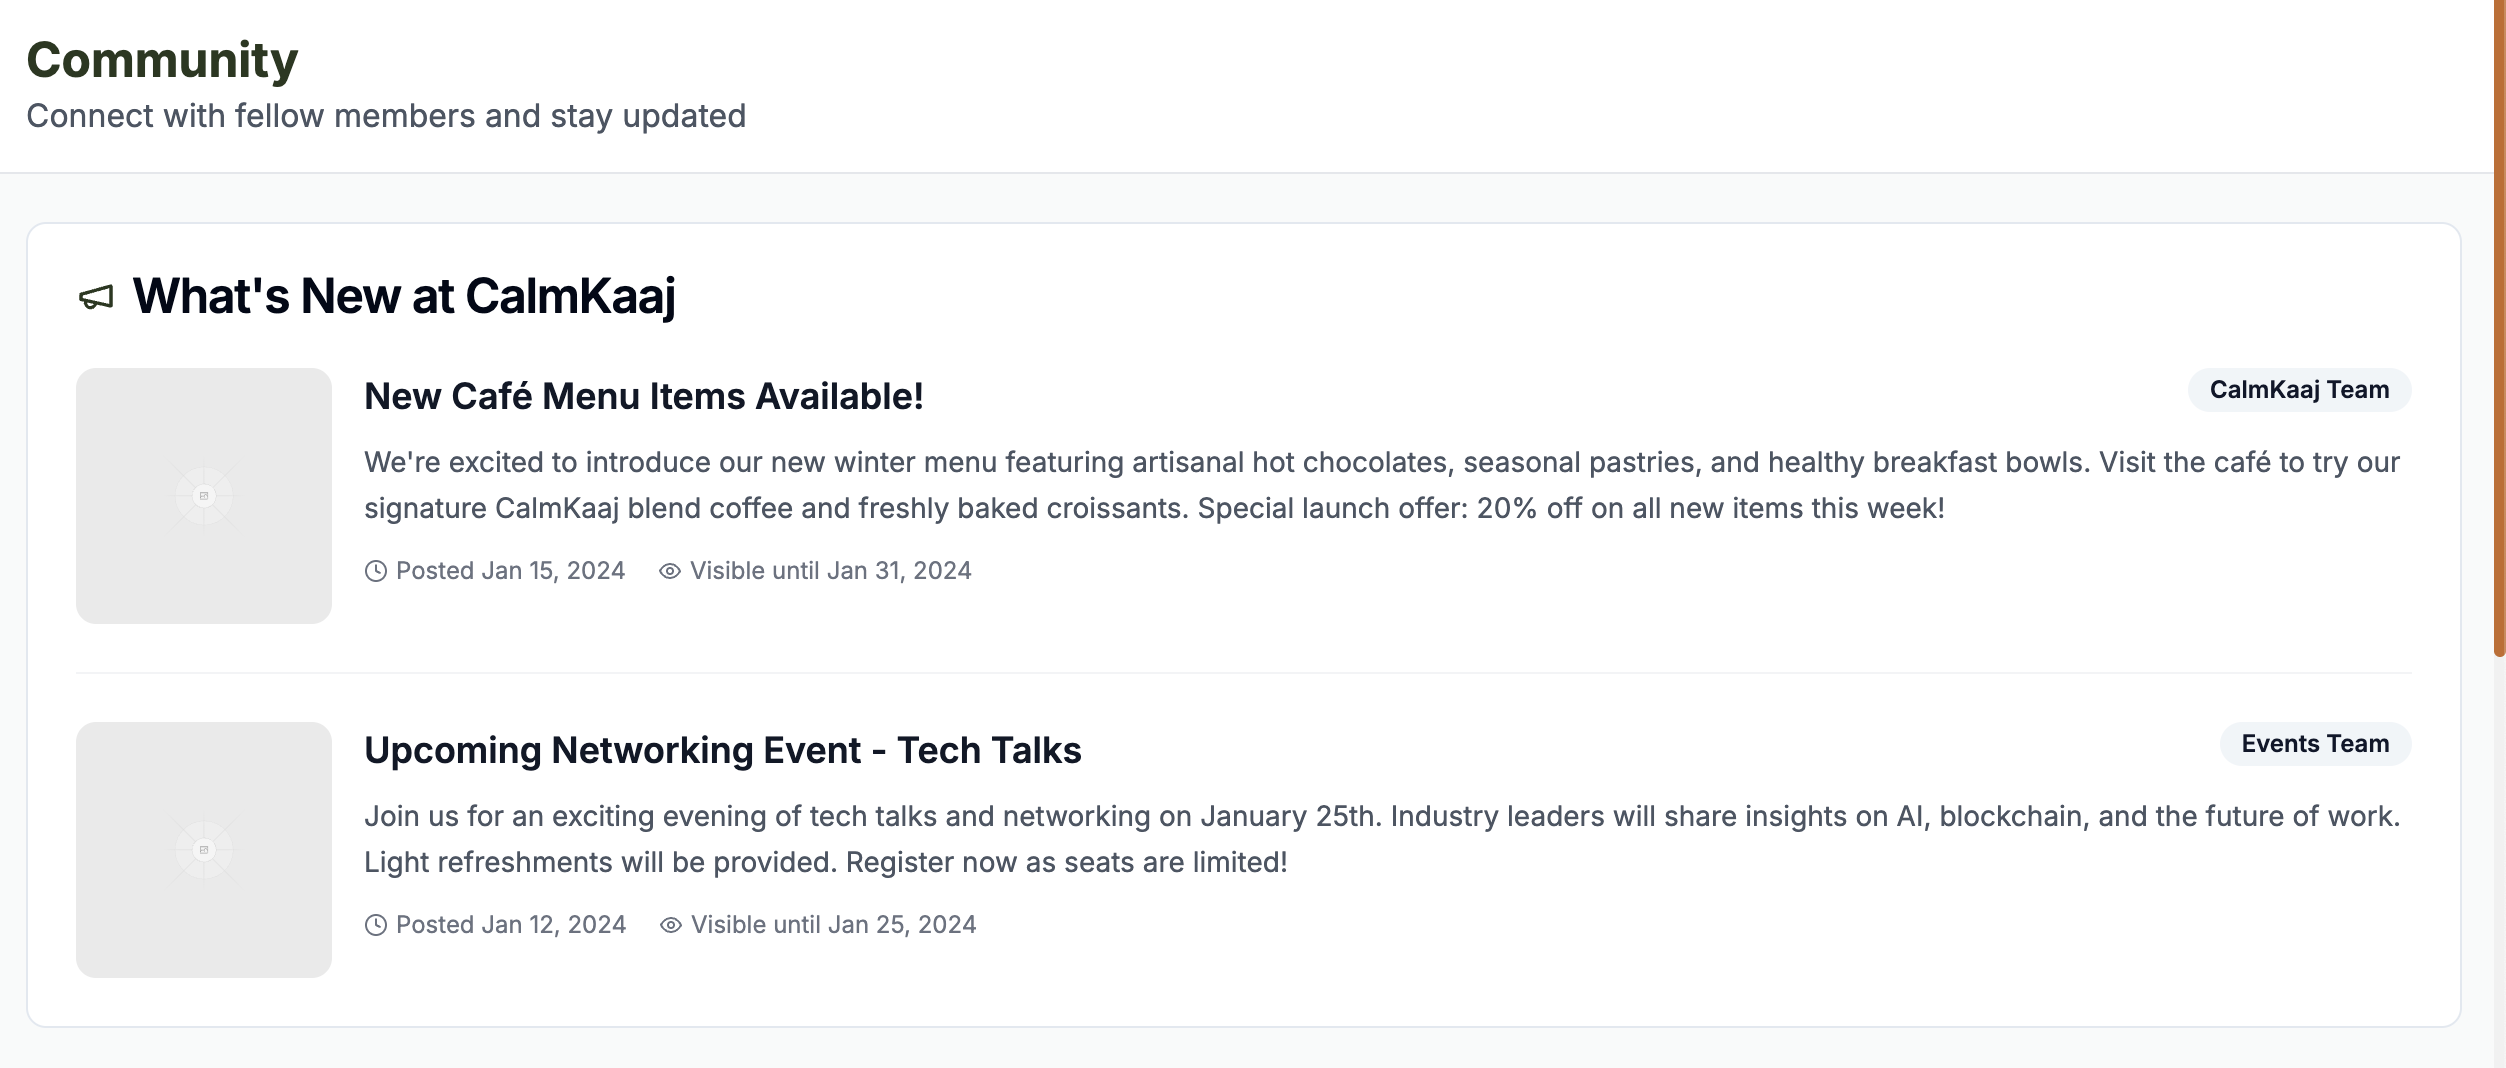 Community
Connect with fellow members and stay updated
What's New at CalmKaaj
New Café Menu Items Available!
CalmKaaj Team
We're excited to introduce our new winter menu featuring artisanal hot chocolates, seasonal pastries, and healthy breakfast bowls. Visit the café to try our
signature CalmKaaj blend coffee and freshly baked croissants. Special launch offer: 20% off on all new items this week!
Posted Jan 15, 2024
Visible until Jan 31, 2024
Upcoming Networking Event - Tech Talks
Events Team
Join us for an exciting evening of tech talks and networking on January 25th. Industry leaders will share insights on AI, blockchain, and the future of work.
Light refreshments will be provided. Register now as seats are limited!
Posted Jan 12, 2024
Visible until Jan 25, 2024